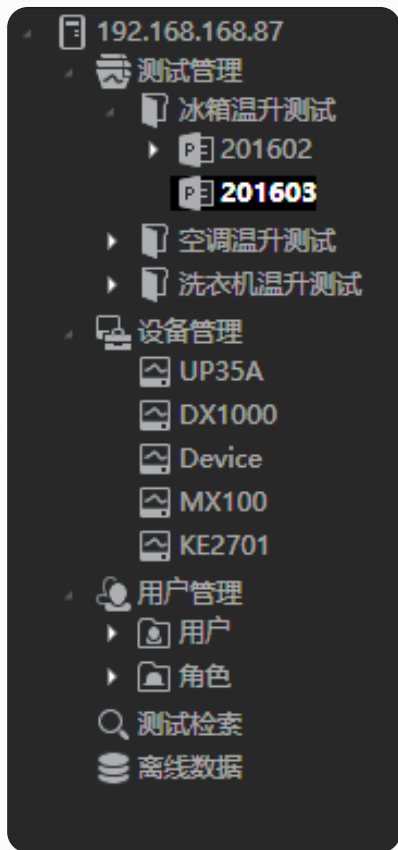 192.168.168.87
测试管理
冰箱温升测试
201602
201603
空调温升测试
洗衣机温升测试
设备管理
UP35A
DX1000
Device
MX100
KE2701
用户管理
用户
角色
测试检索
离线数据